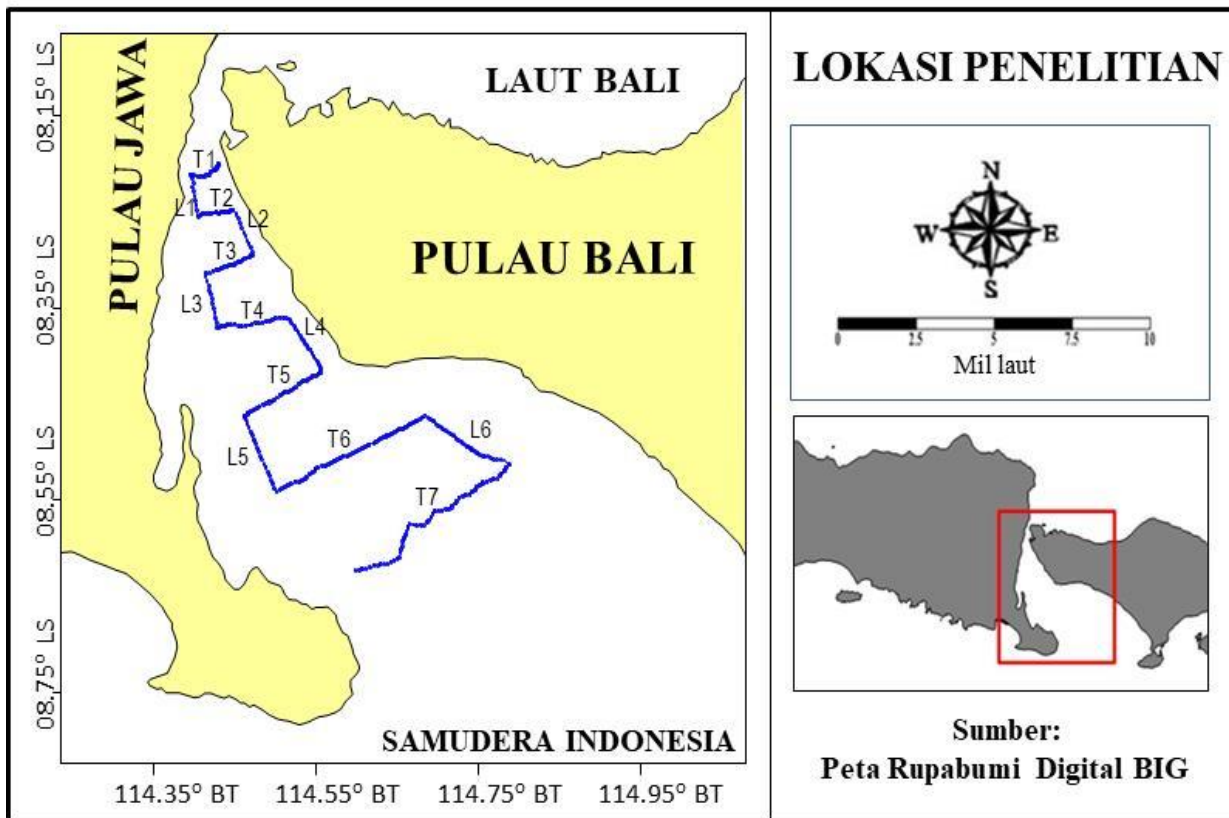 LAUT BALI
PULAU JAWA
PULAU BALI
SAMUDERA INDONESIA
T1
L1
T2
L2
T3
L3
T4
L4
T5
L5
T6
L6
T7
08.15° LS
08.35° LS
08.55° LS
08.75° LS
114.35° BT
114.55° BT
114.75° BT
114.95° BT
LOKASI PENELITIAN
N
W
E
S
0 2.5 5 7.5 10
Mil laut
Sumber:
Peta Rupabumi Digital BIG